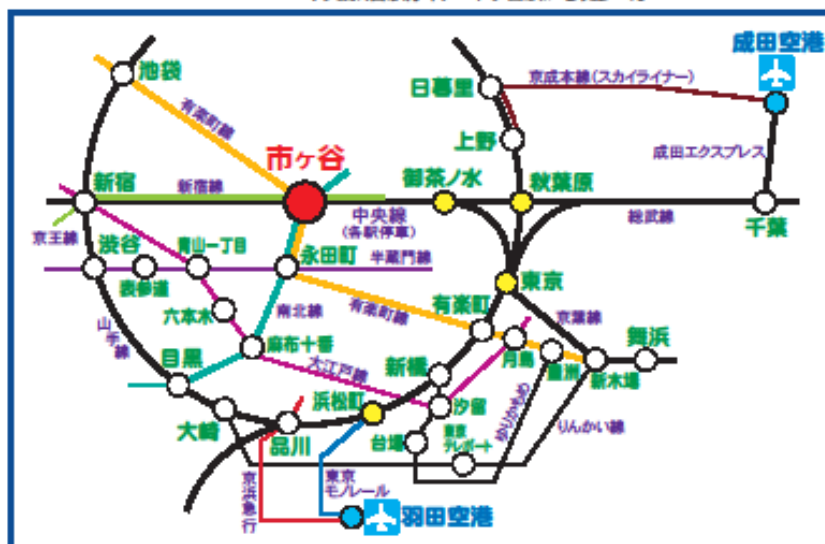 成田空港
池袋
日暮里
京成本線(スカイライナー)
有楽町線
上野
成田エクスプレス
市ヶ谷
新宿
新宿線
御茶ノ水
秋葉原
中央線
(各駅停車)
総武線
千葉
京王線
渋谷
青山一丁目
永田町
半蔵門線
東京
表参道
有楽町
京葉線
六本木
南北線
有楽町線
舞浜
山手線
麻布十番
月島
豊洲
新木場
目黒
大江戸線
新橋
浜松町
汐留
ゆりかもめ
りんかい線
大崎
品川
台場
東京
テレポート
京浜急行
東京
モノレール
羽田空港